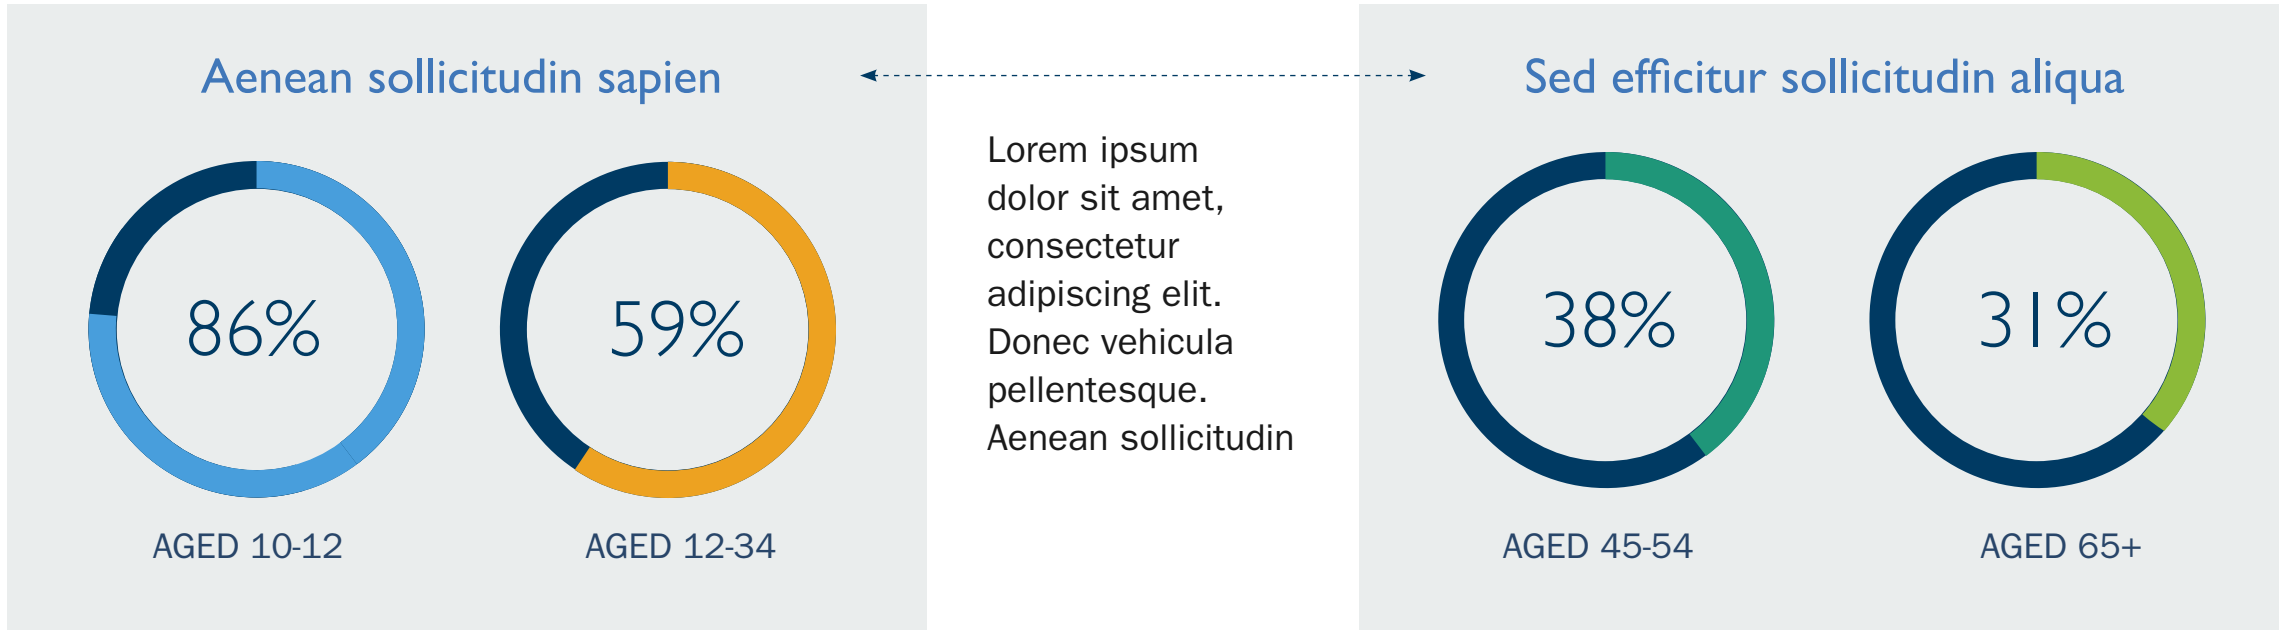 Aenean sollicitudin sapien
86%
59%
AGED 10-12
AGED 12-34
Lorem ipsum
dolor sit amet,
consectetur
adipiscing elit.
Donec vehicula
pellentesque.
Aenean sollicitudin
Sed efficitur sollicitudin aliqua
38%
31%
AGED 45-54
AGED 65+